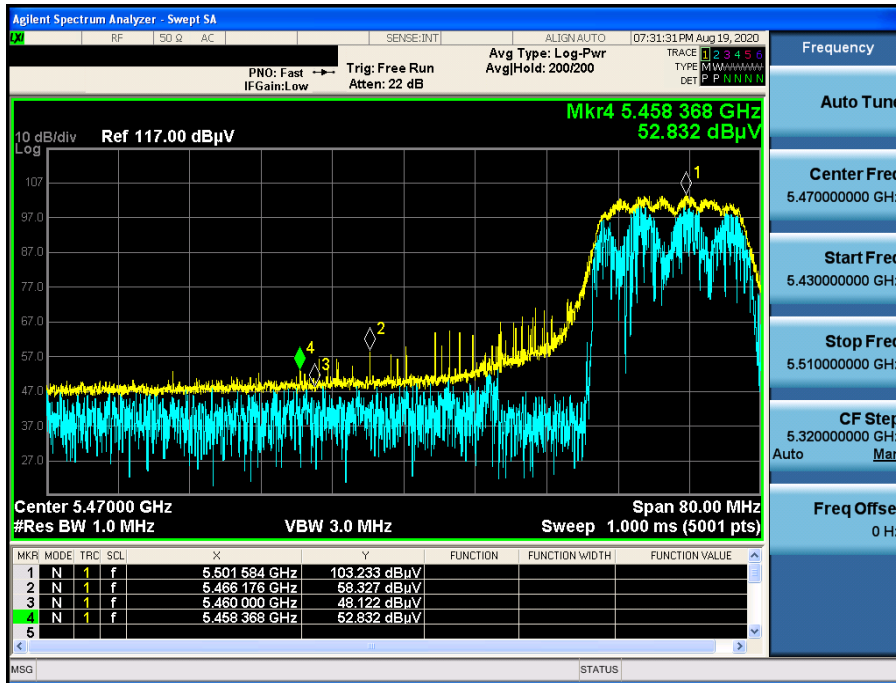 Agilent Spectrum Analyzer - Swept SA
LXI RF 50 Ω AC SENSE:INT ALIGN AUTO 07:31:31 PM Aug 19, 2020
Avg Type: Log-Pwr TRACE 1 2 3 4 5 6
PNO: Fast Trig: Free Run Avg|Hold: 200/200 TYPE MWWWWW
IFGain:Low Atten: 22 dB DET P P N N N N
Mkr4 5.458 368 GHz
52.832 dBµV
10 dB/div Ref 117.00 dBµV
Log
107
97.0
87.0
77.0
67.0
57.0
47.0
37.0
27.0
1
2
3
4
Center 5.47000 GHz Span 80.00 MHz
#Res BW 1.0 MHz VBW 3.0 MHz Sweep 1.000 ms (5001 pts)
MKR MODE TRC SCL X Y FUNCTION FUNCTION WIDTH FUNCTION VALUE
1 N 1 f 5.501 584 GHz 103.233 dBµV
2 N 1 f 5.466 176 GHz 58.327 dBµV
3 N 1 f 5.460 000 GHz 48.122 dBµV
4 N 1 f 5.458 368 GHz 52.832 dBµV
5
MSG STATUS
Frequency
Auto Tune
Center Freq
5.470000000 GHz
Start Freq
5.430000000 GHz
Stop Freq
5.510000000 GHz
CF Step
5.320000000 GHz
Auto Man
Freq Offset
0 Hz